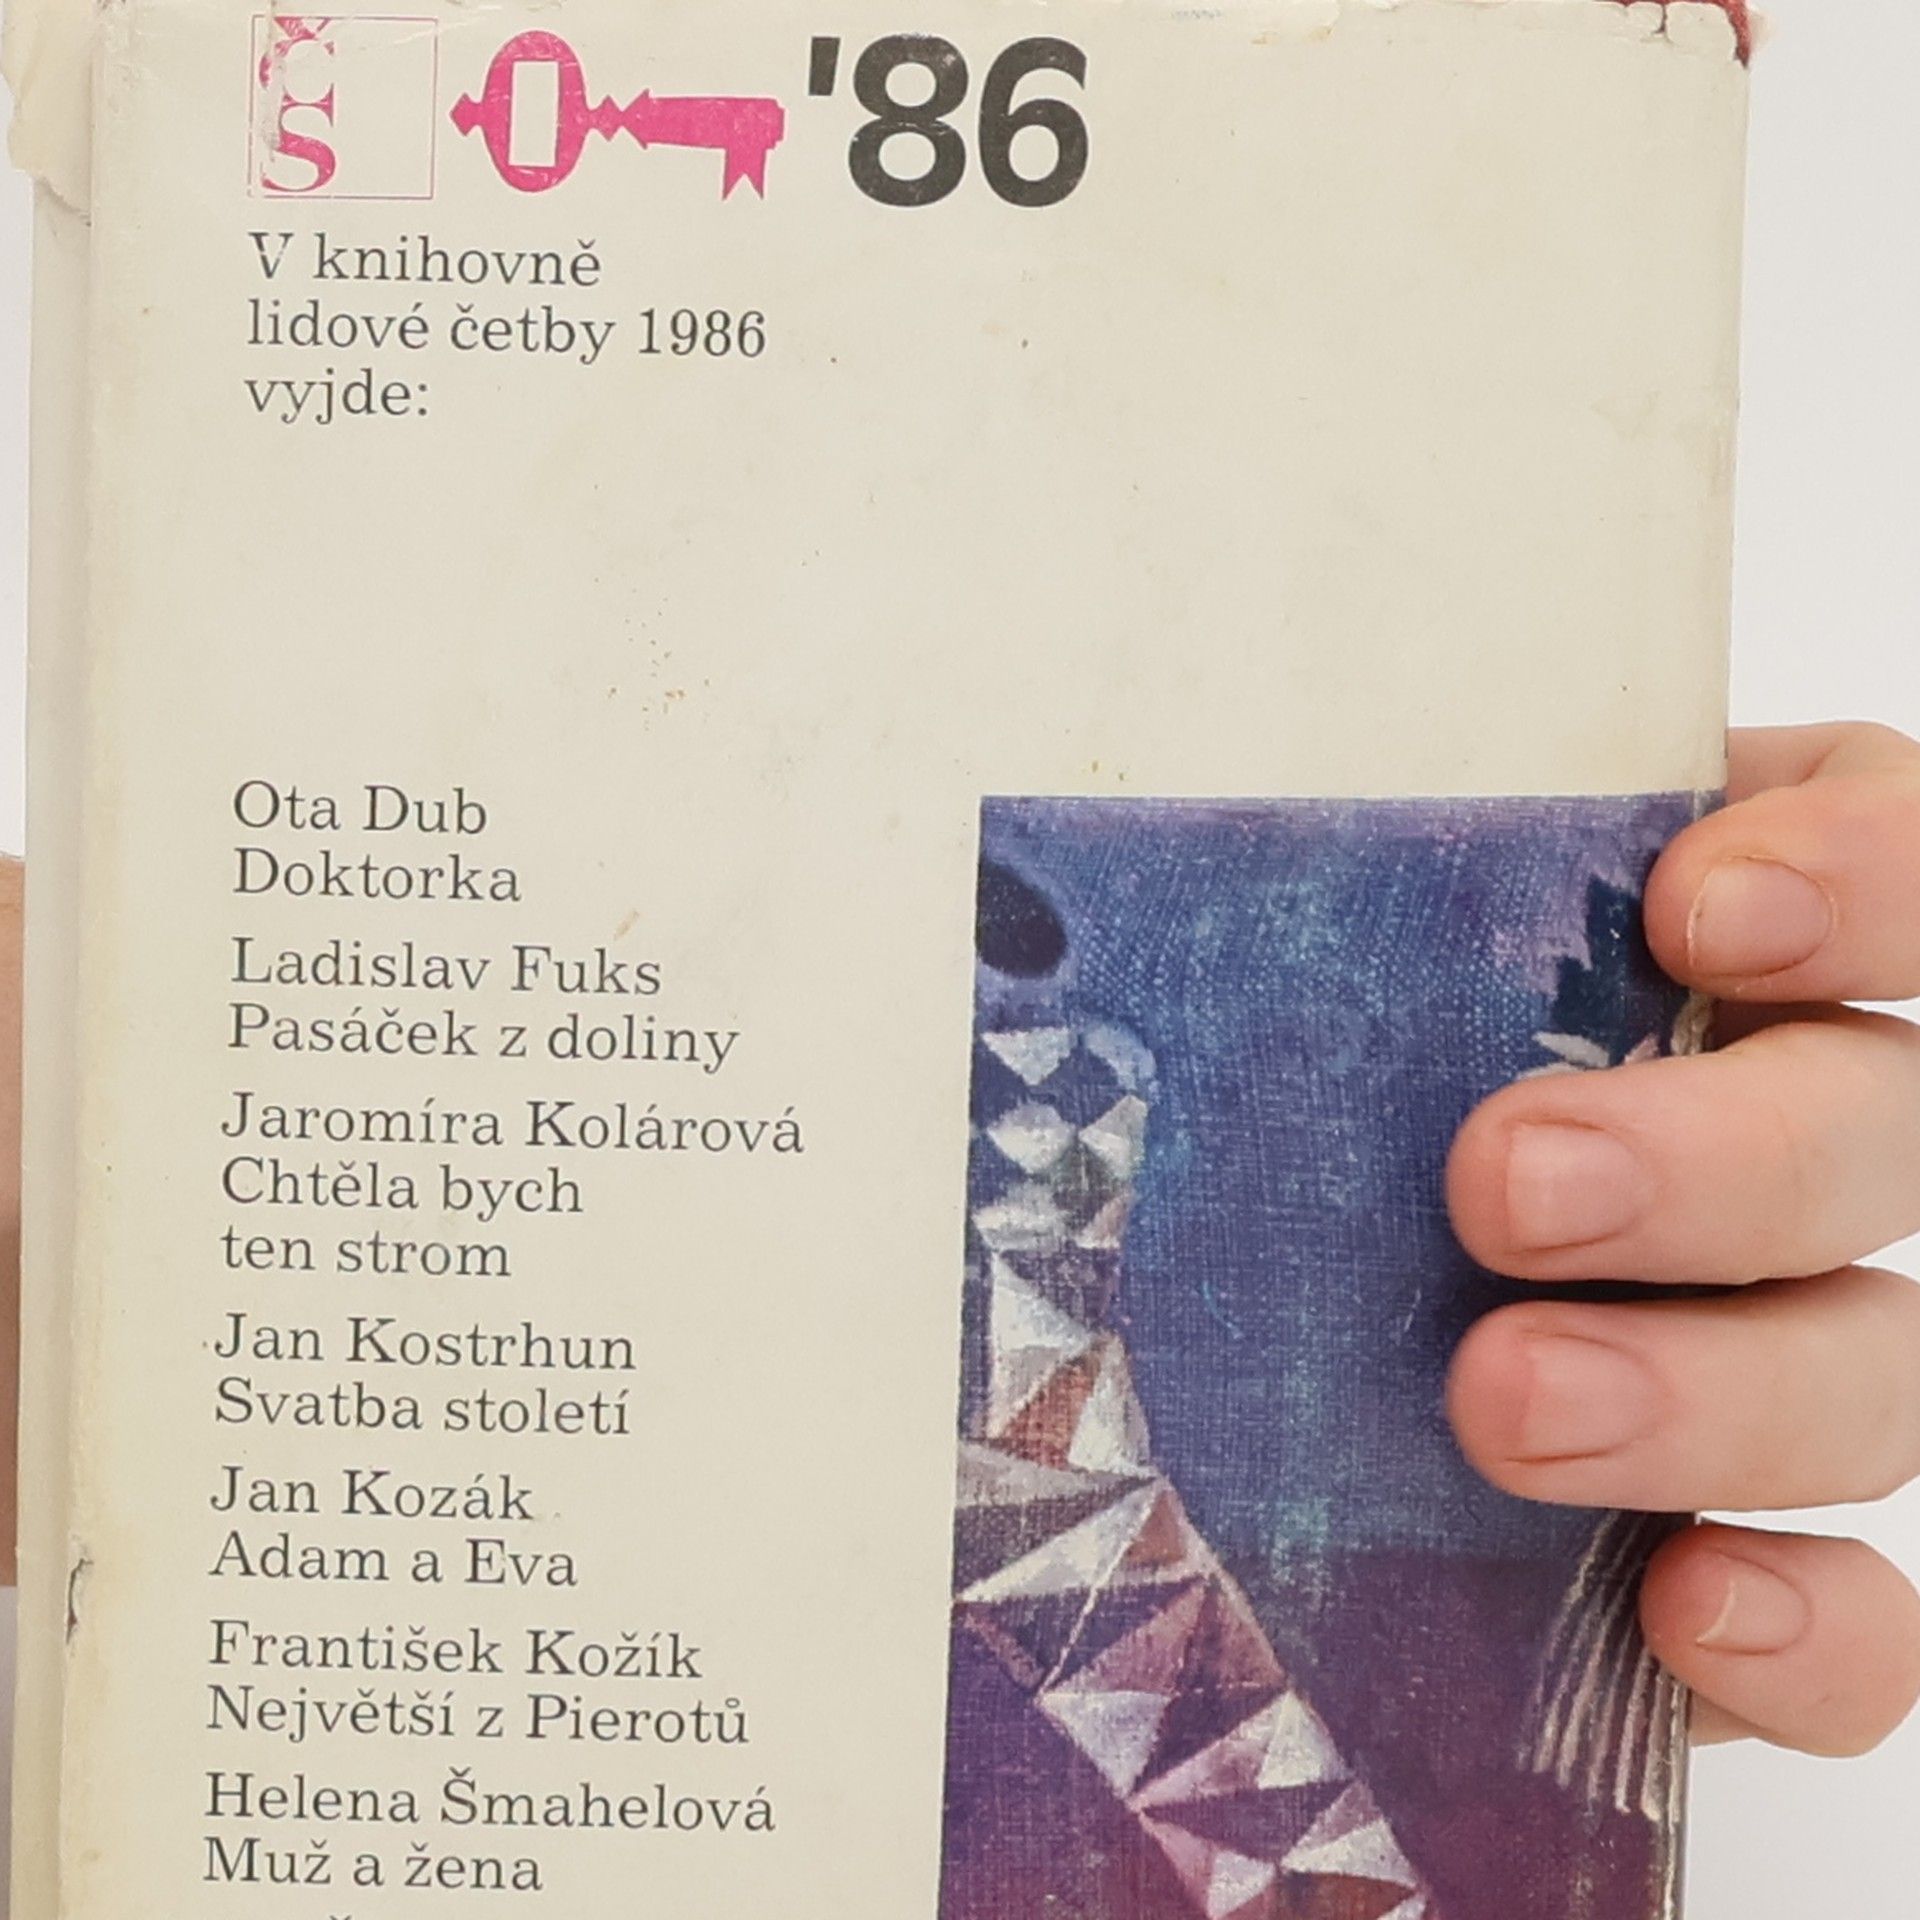 ČS '86
V knihovně
lidové četby 1986
vyjde:
Ota Dub
Doktorka
Ladislav Fuks
Pasáček z doliny
Jaromíra Kolárová
Chtěla bych
ten strom
Jan Kostrhun
Svatba století
Jan Kozák
Adam a Eva
František Kožík
Největší z Pierotů
Helena Šmahelová
Muž a žena